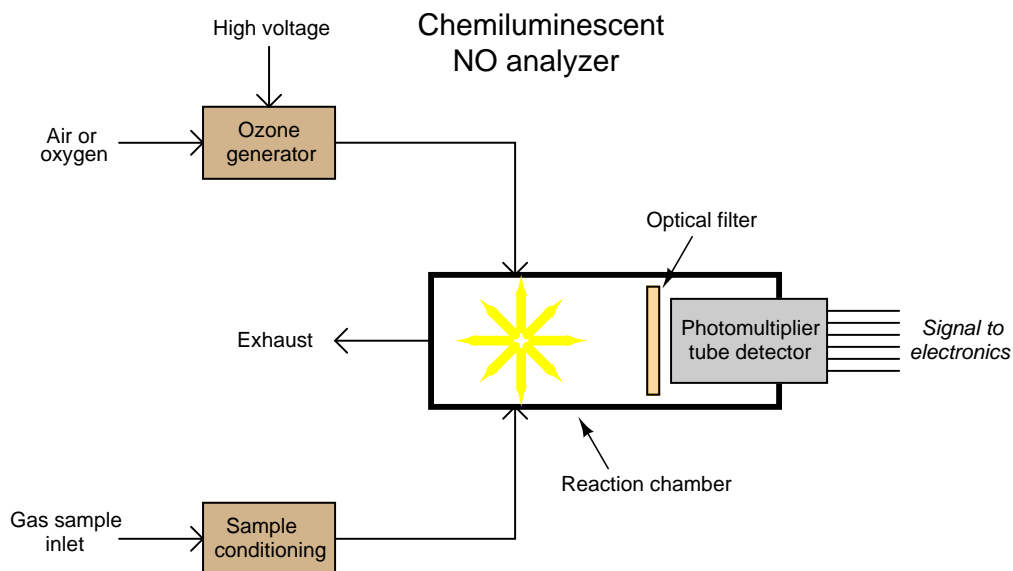 Chemiluminescent
NO analyzer
High voltage
Air or
oxygen
Ozone
generator
Optical filter
Exhaust
Photomultiplier
tube detector
Signal to
electronics
Reaction chamber
Gas sample
inlet
Sample
conditioning